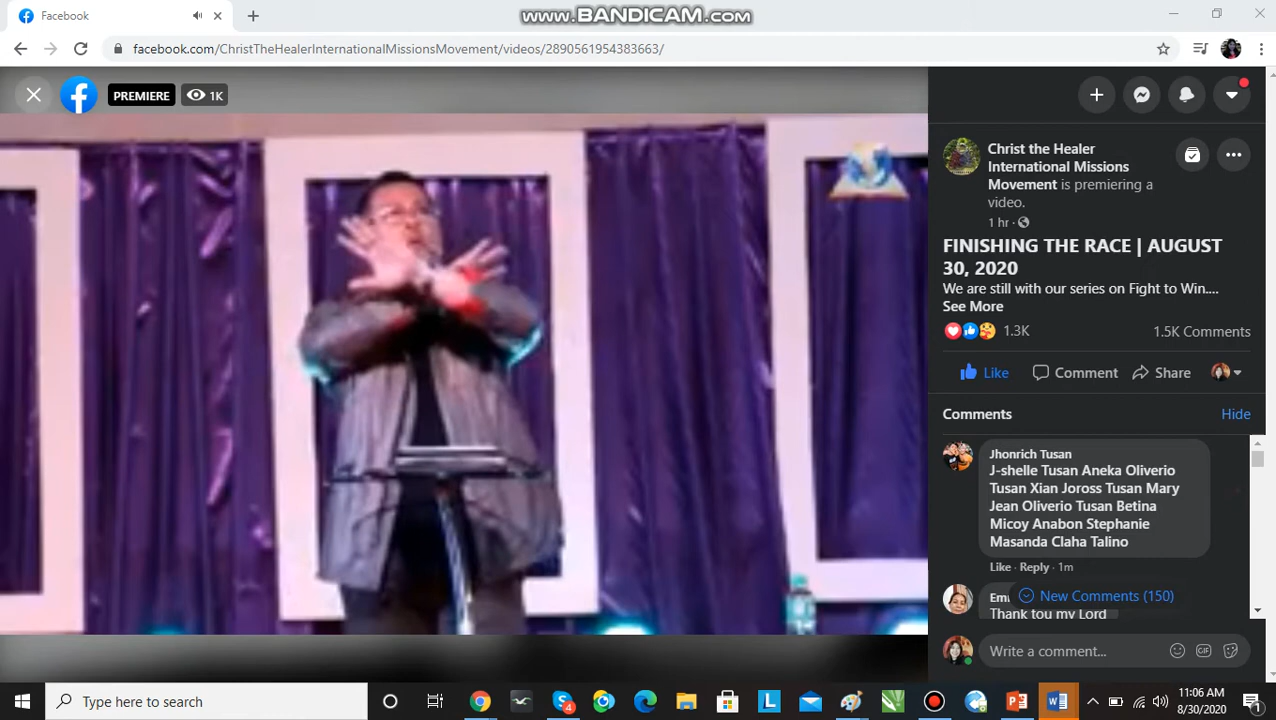 Facebook
www.BANDICAM.com
facebook.com/ChristTheHealerInternationalMissionsMovement/videos/2890561954383663/
PREMIERE
1K
Christ the Healer
International Missions
Movement is premiering a
video.
1 hr ·
FINISHING THE RACE | AUGUST
30, 2020
We are still with our series on Fight to Win....
See More
1.3K
1.5K Comments
Like
Comment
Share
Comments
Hide
Jhonrich Tusan
J-shelle Tusan Aneka Oliverio
Tusan Xian Joross Tusan Mary
Jean Oliverio Tusan Betina
Micoy Anabon Stephanie
Masanda Claha Talino
Like · Reply · 1m
New Comments (150)
Thank tou my Lord
Write a comment...
GIF
Type here to search
4
L
11:06 AM
8/30/2020
1